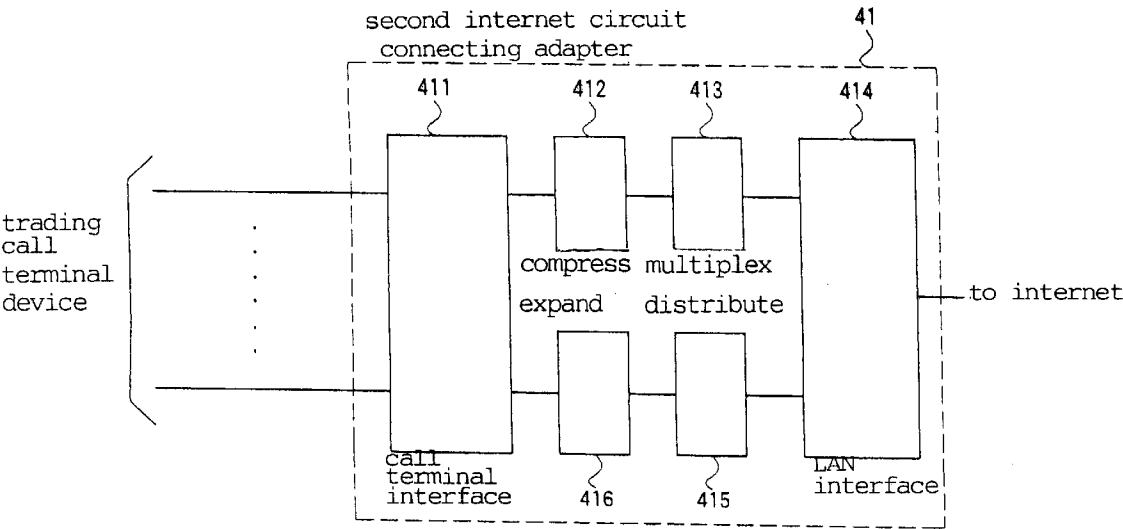 second internet circuit
connecting adapter
41
411
412
413
414
trading
call
terminal
device
compress multiplex
expand distribute
to internet
call
terminal
interface
LAN
interface
416
415